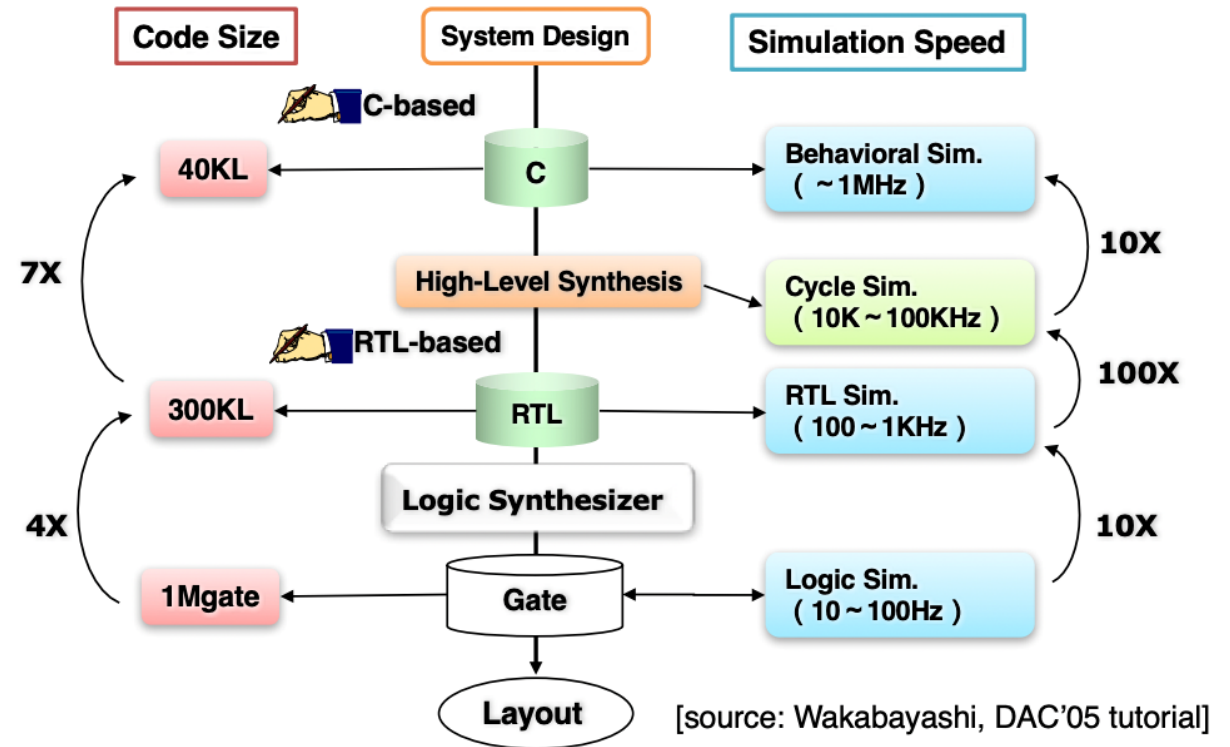 Code Size
System Design
Simulation Speed
C-based
40KL
C
Behavioral Sim.
( ~1MHz )
7X
10X
High-Level Synthesis
Cycle Sim.
( 10K~100KHz )
RTL-based
100X
300KL
RTL
RTL Sim.
( 100~1KHz )
Logic Synthesizer
4X
10X
1Mgate
Gate
Logic Sim.
( 10~100Hz )
Layout
[source: Wakabayashi, DAC’05 tutorial]